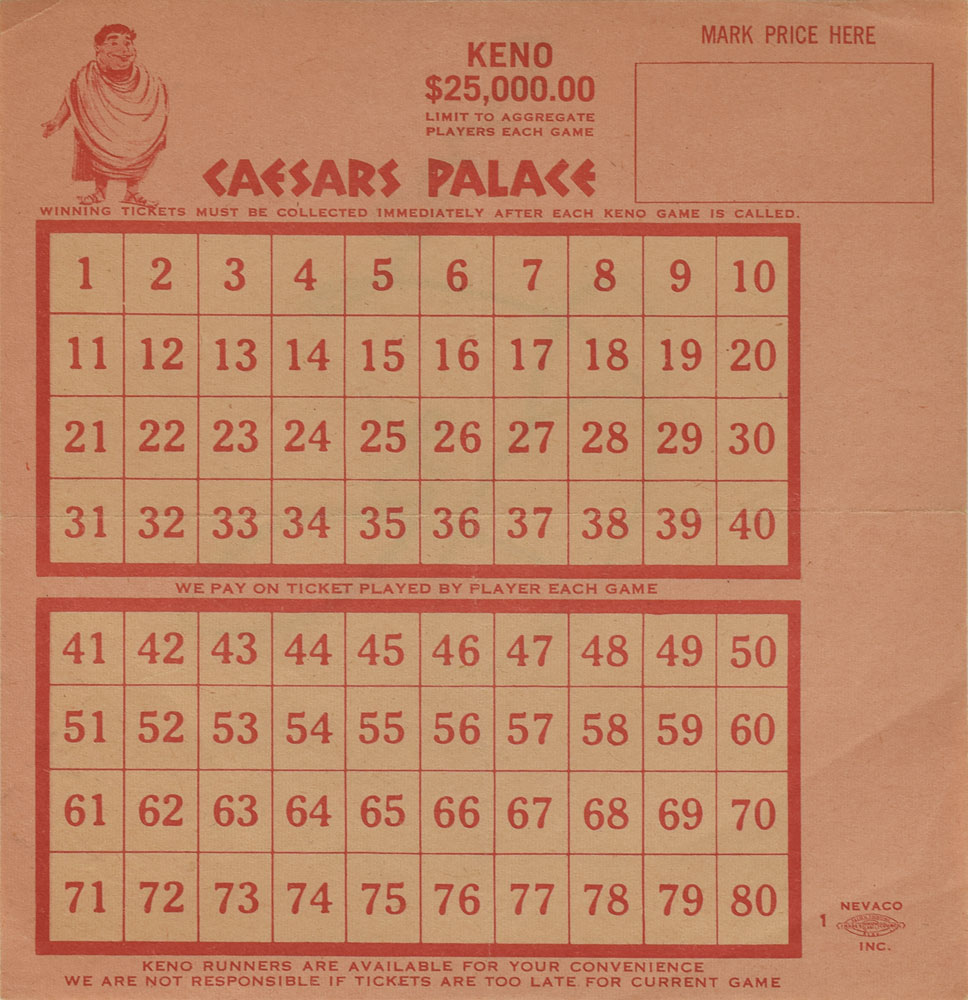 MARK PRICE HERE
KENO
$25,000.00
LIMIT TO AGGREGATE
PLAYERS EACH GAME
CAESARS PALACE
WINNING TICKETS MUST BE COLLECTED IMMEDIATELY AFTER EACH KENO GAME IS CALLED.
1 2 3 4 5 6 7 8 9 10
11 12 13 14 15 16 17 18 19 20
21 22 23 24 25 26 27 28 29 30
31 32 33 34 35 36 37 38 39 40
WE PAY ON TICKET PLAYED BY PLAYER EACH GAME
41 42 43 44 45 46 47 48 49 50
51 52 53 54 55 56 57 58 59 60
61 62 63 64 65 66 67 68 69 70
71 72 73 74 75 76 77 78 79 80
NEVACO
1
INC.
KENO RUNNERS ARE AVAILABLE FOR YOUR CONVENIENCE
WE ARE NOT RESPONSIBLE IF TICKETS ARE TOO LATE FOR CURRENT GAME